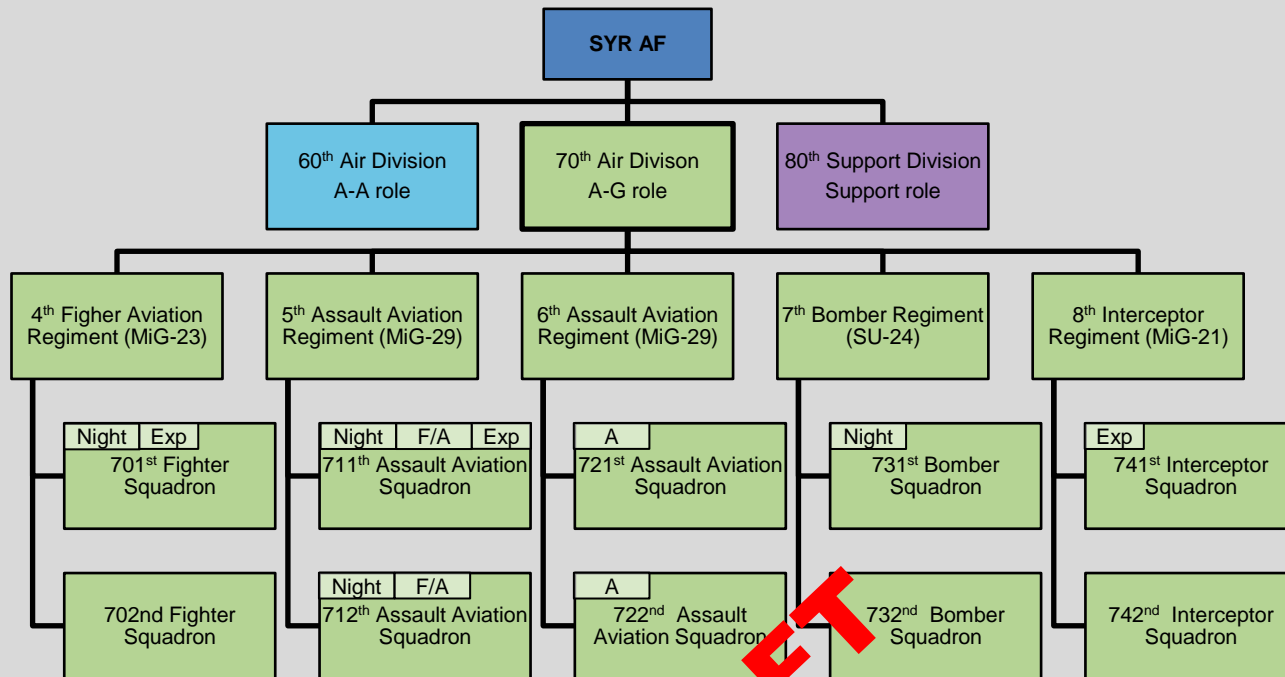 SYR AF
60th Air Division
A-A role
70th Air Divison
A-G role
80th Support Division
Support role
4th Figher Aviation
Regiment (MiG-23)
5th Assault Aviation
Regiment (MiG-29)
6th Assault Aviation
Regiment (MiG-29)
7th Bomber Regiment
(SU-24)
8th Interceptor
Regiment (MiG-21)
Night Exp
701st Fighter
Squadron
Night F/A Exp
711th Assault Aviation
Squadron
A
721st Assault Aviation
Squadron
Night
731st Bomber
Squadron
Exp
741st Interceptor
Squadron
702nd Fighter
Squadron
Night F/A
712th Assault Aviation
Squadron
A
722nd Assault
Aviation Squadron
732nd Bomber
Squadron
742nd Interceptor
Squadron